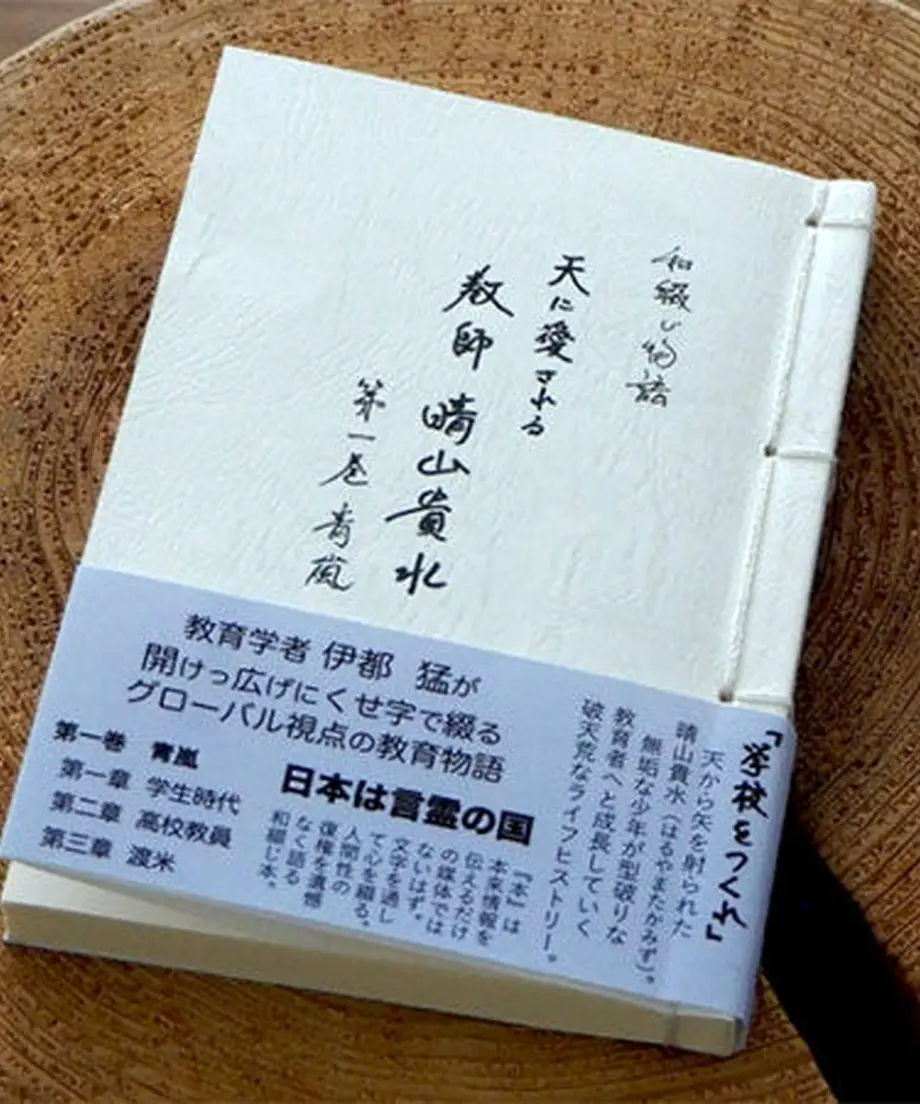 和綴じ物語
天に愛される
教師 晴山貴水
第一巻 青嵐
教育学者 伊都 猛が
開けっ広げにくせ字で綴る
グローバル視点の教育物語
第一巻 青嵐
第一章 学生時代
第二章 高校教員
第三章 渡米
日本は言霊の国
『本』は
本来情報を
伝えるだけ
の媒体では
ないはず。
文字を通し
て心を綴る。
人間性の
復権を遺憾
なく語る
和綴じ本。
「学校をつくれ」
天から矢を射られた
晴山貴水（はるやまたかみず）。
無垢な少年が型破りな
教育者へと成長していく
破天荒なライフヒストリー。